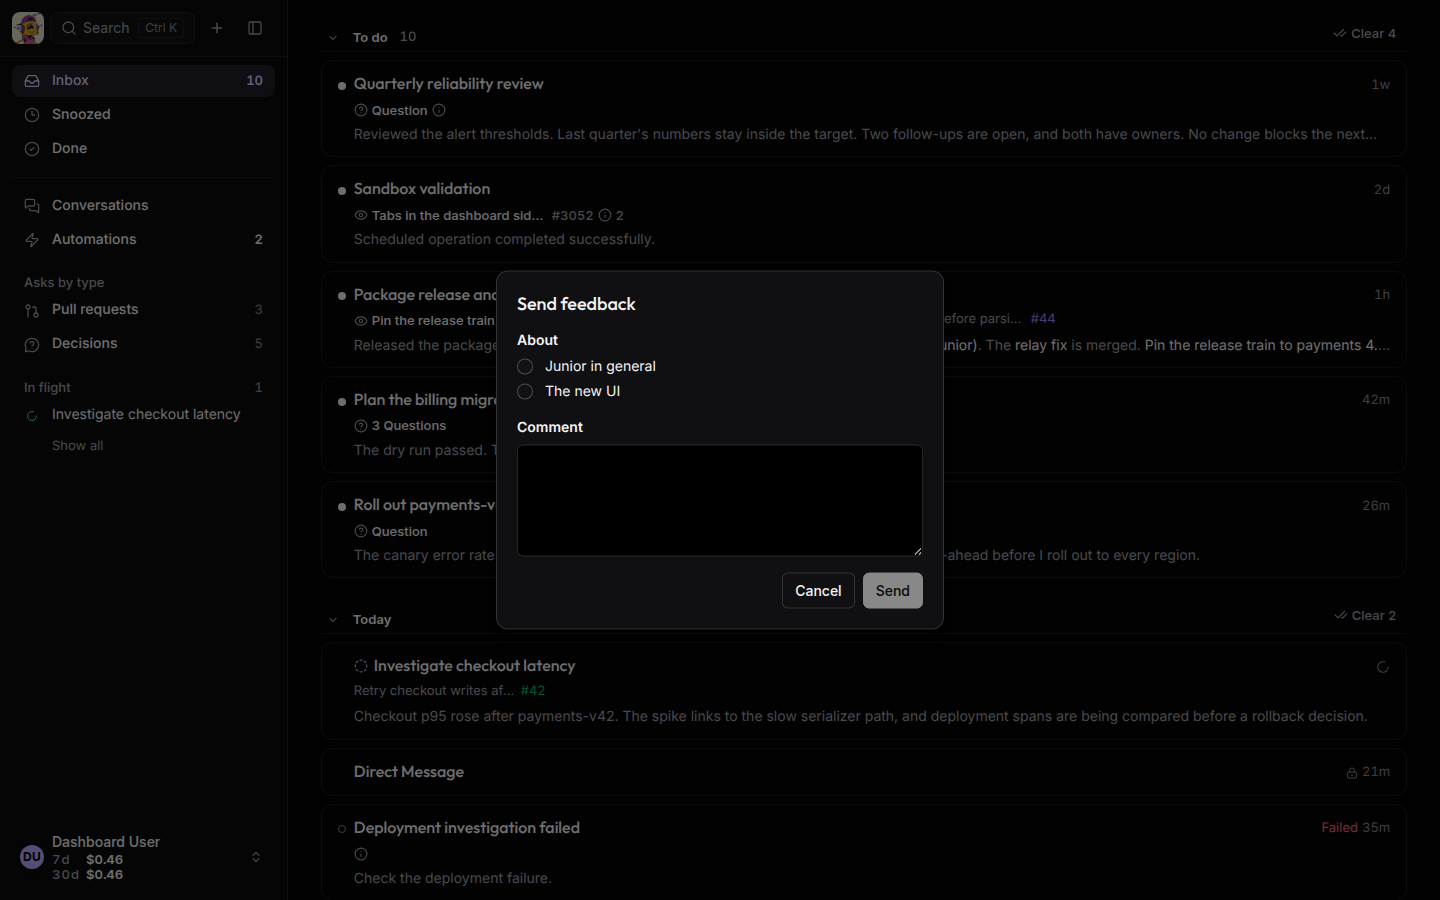 Search Ctrl K
Inbox 10
Snoozed
Done
Conversations
Automations 2
Asks by type
Pull requests 3
Decisions 5
In flight 1
Investigate checkout latency
Show all
DU Dashboard User
7d $0.46
30d $0.46
To do 10 Clear 4
Quarterly reliability review 1w
Question
Reviewed the alert thresholds. Last quarter's numbers stay inside the target. Two follow-ups are open, and both have owners. No change blocks the next...
Sandbox validation 2d
Tabs in the dashboard sid... #3052 2
Scheduled operation completed successfully.
Package release and 1h
Pin the release train efore parsi... #44
Released the package unior). The relay fix is merged. Pin the release train to payments 4....
Plan the billing migra 42m
3 Questions
The dry run passed.
Roll out payments-v 26m
Question
The canary error rate -ahead before I roll out to every region.
Send feedback
About
Junior in general
The new UI
Comment
Cancel Send
Today Clear 2
Investigate checkout latency
Retry checkout writes af... #42
Checkout p95 rose after payments-v42. The spike links to the slow serializer path, and deployment spans are being compared before a rollback decision.
Direct Message 21m
Deployment investigation failed Failed 35m
Check the deployment failure.